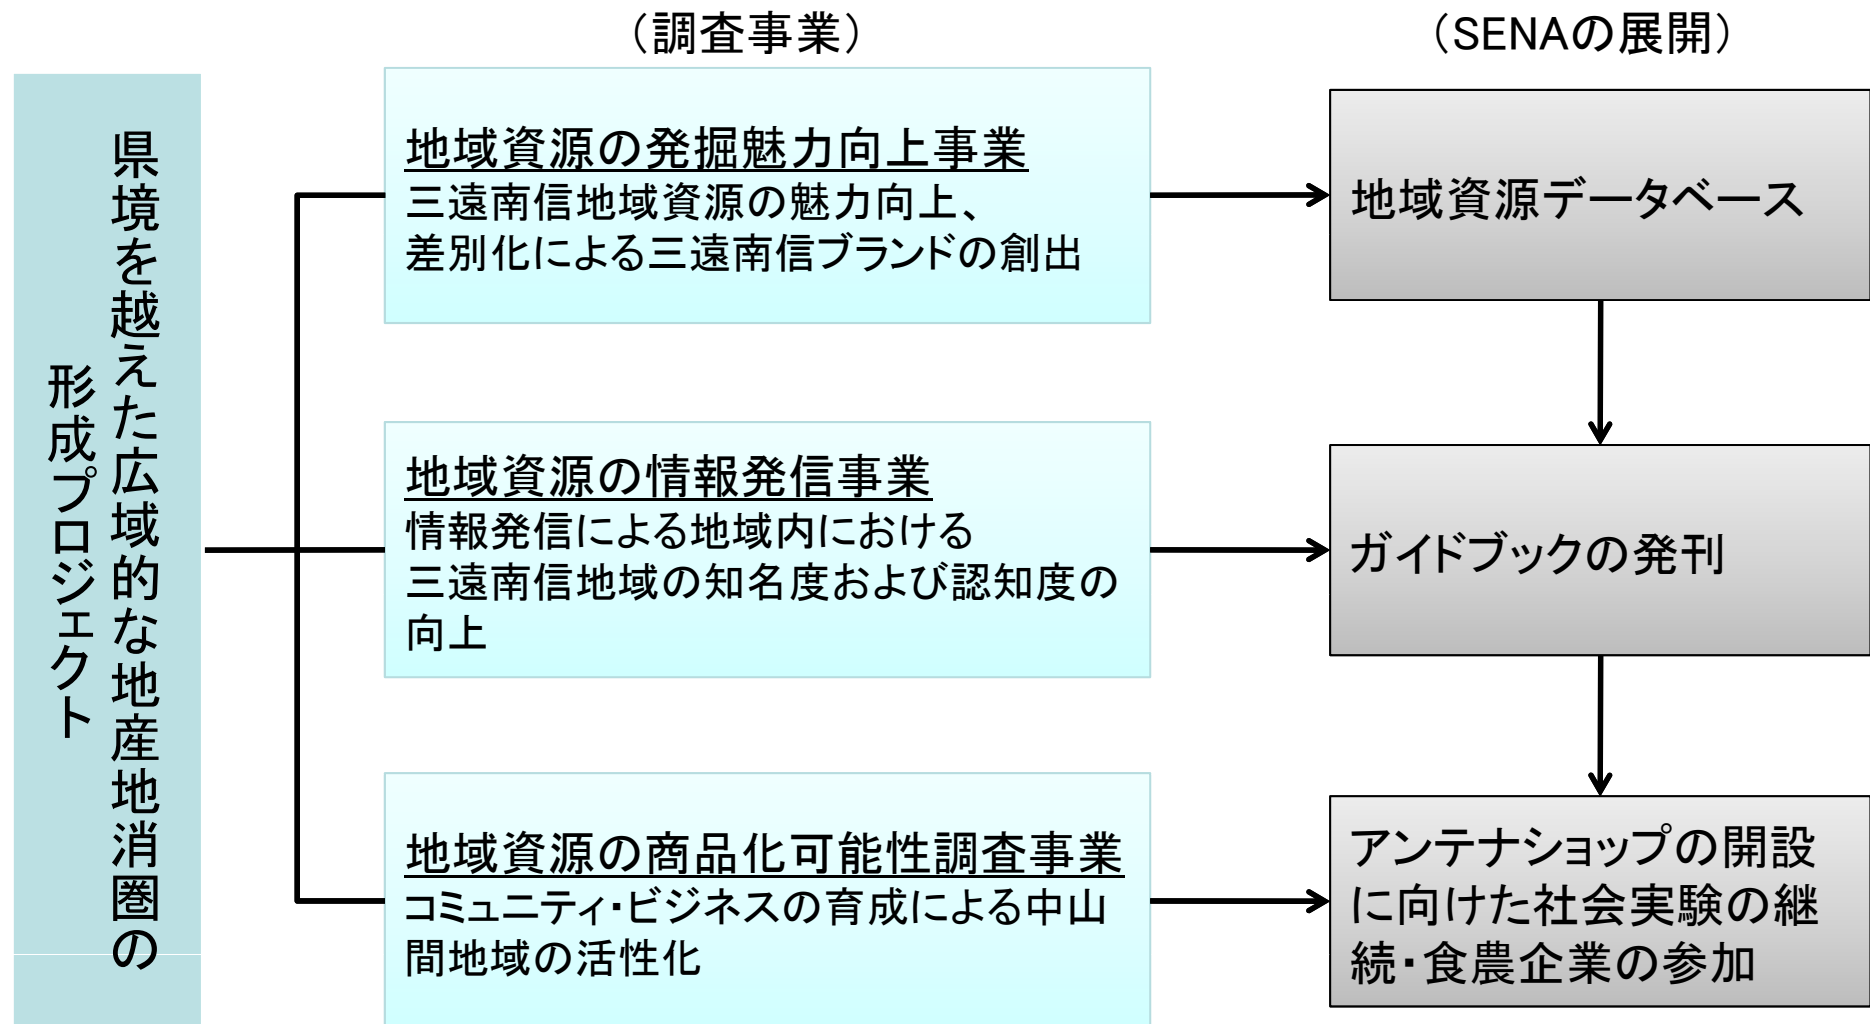 （調査事業）
（SENAの展開）
県境を越えた広域的な地産地消圏の
形成プロジェクト
地域資源の発掘魅力向上事業
三遠南信地域資源の魅力向上、
差別化による三遠南信ブランドの創出
地域資源データベース
地域資源の情報発信事業
情報発信による地域内における
三遠南信地域の知名度および認知度の
向上
ガイドブックの発刊
地域資源の商品化可能性調査事業
コミュニティ・ビジネスの育成による中山
間地域の活性化
アンテナショップの開設
に向けた社会実験の継
続・食農企業の参加